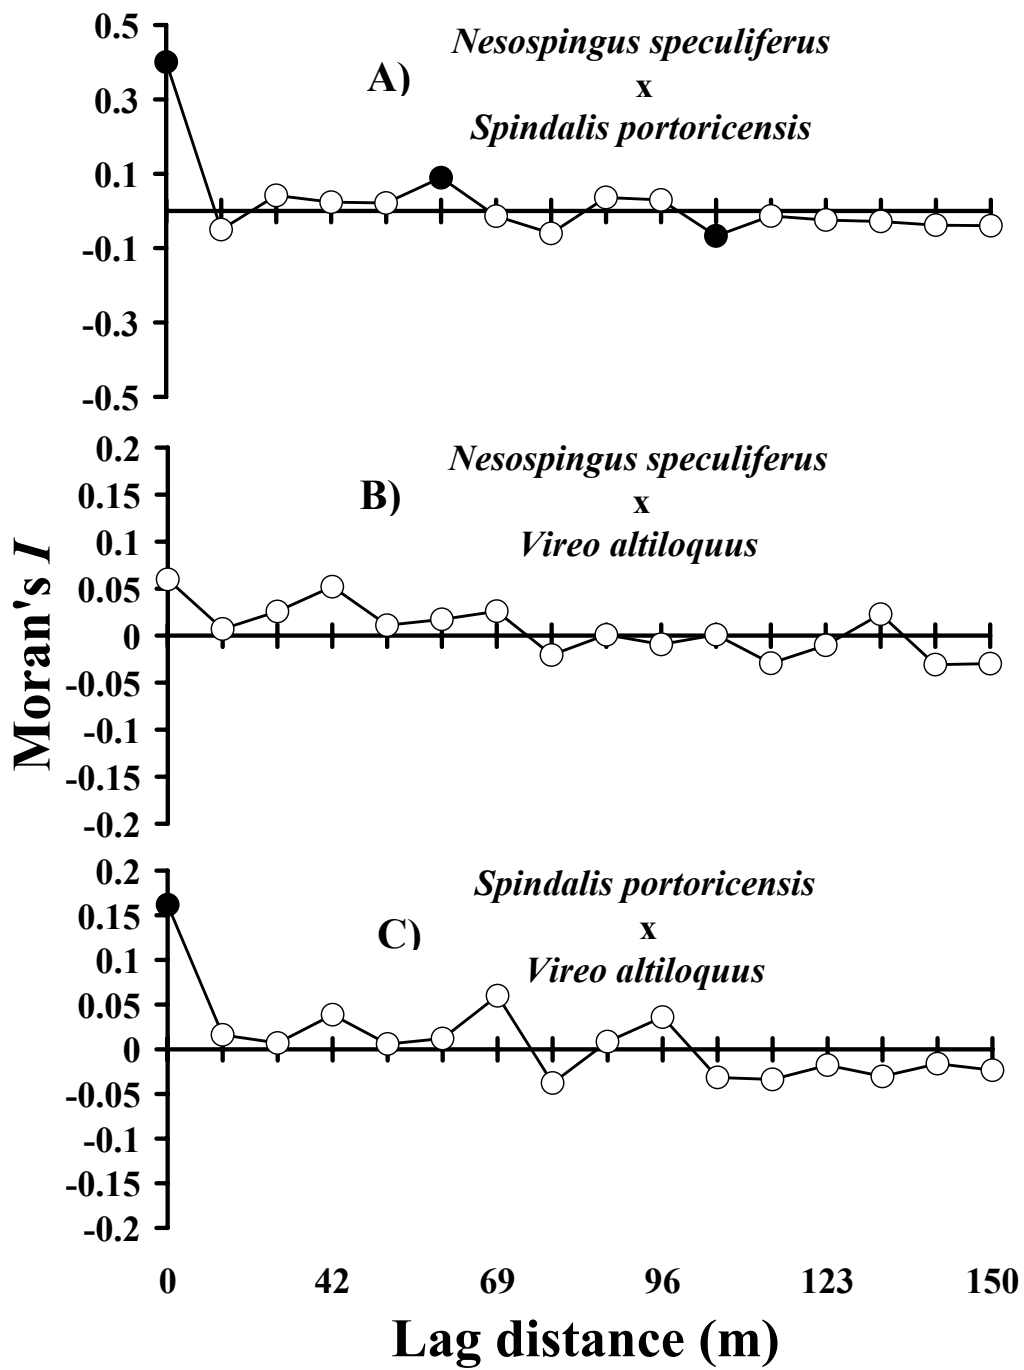 0.5
Nesospingus speculiferus
A)
x
0.3
Spindalis portoricensis
0.1
-0.1
-0.3
-0.5
0.2
Nesospingus speculiferus
0.15
B)
x
0.1
Vireo altiloquus
0.05
0
-0.05
-0.1
-0.15
-0.2
Moran's I
0.2
Spindalis portoricensis
0.15
C)
x
0.1
Vireo altiloquus
0.05
0
-0.05
-0.1
-0.15
-0.2
0 42 69 96 123 150
Lag distance (m)